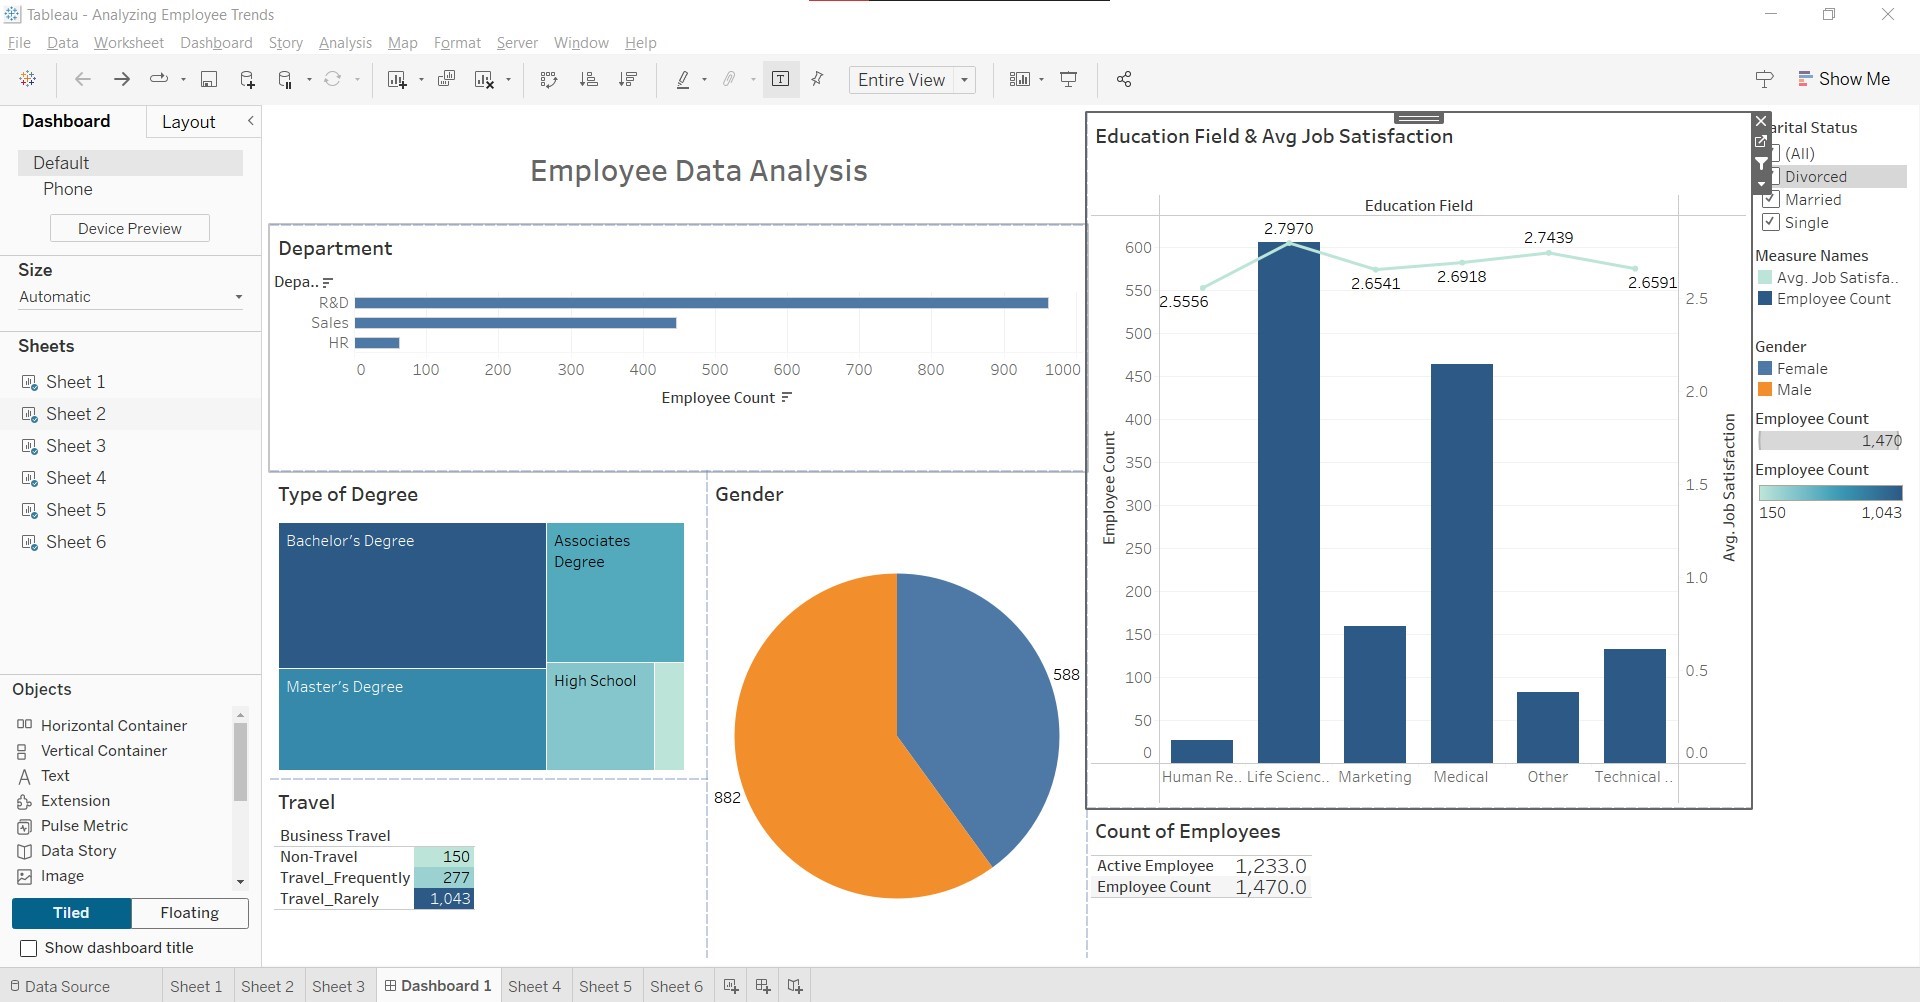 Tableau - Analyzing Employee Trends
File Data Worksheet Dashboard Story Analysis Map Format Server Window Help
Entire View
Show Me
Dashboard Layout
Default
Phone
Device Preview
Size
Automatic
Sheets
Sheet 1
Sheet 2
Sheet 3
Sheet 4
Sheet 5
Sheet 6
Objects
Horizontal Container
Vertical Container
Text
Extension
Pulse Metric
Data Story
Image
Tiled Floating
Show dashboard title
Employee Data Analysis
Department
Depa..
R&D
Sales
HR
0 100 200 300 400 500 600 700 800 900 1000
Employee Count
Type of Degree
Bachelor's Degree
Associates
Degree
Master's Degree
High School
Gender
588
882
Travel
Business Travel
Non-Travel 150
Travel_Frequently 277
Travel_Rarely 1,043
Education Field & Avg Job Satisfaction
Education Field
2.5556
2.7970
2.6541
2.6918
2.7439
2.6591
600
550
500
450
400
350
300
250
200
150
100
50
0
Employee Count
2.5
2.0
1.5
1.0
0.5
0.0
Avg. Job Satisfaction
Human Re.. Life Scienc.. Marketing Medical Other Technical ..
Count of Employees
Active Employee 1,233.0
Employee Count 1,470.0
arital Status
(All)
Divorced
Married
Single
Measure Names
Avg. Job Satisfa..
Employee Count
Gender
Female
Male
Employee Count
1,470
Employee Count
150 1,043
Data Source Sheet 1 Sheet 2 Sheet 3 Dashboard 1 Sheet 4 Sheet 5 Sheet 6